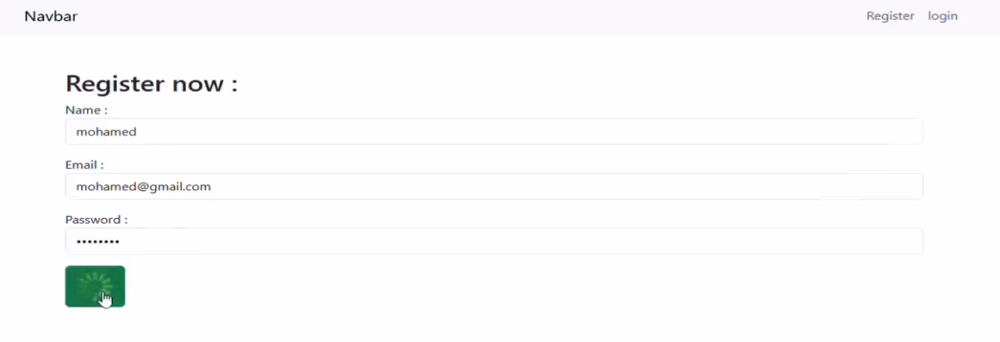 Navbar Register login
Register now :
Name :
mohamed
Email :
mohamed@gmail.com
Password :
••••••••